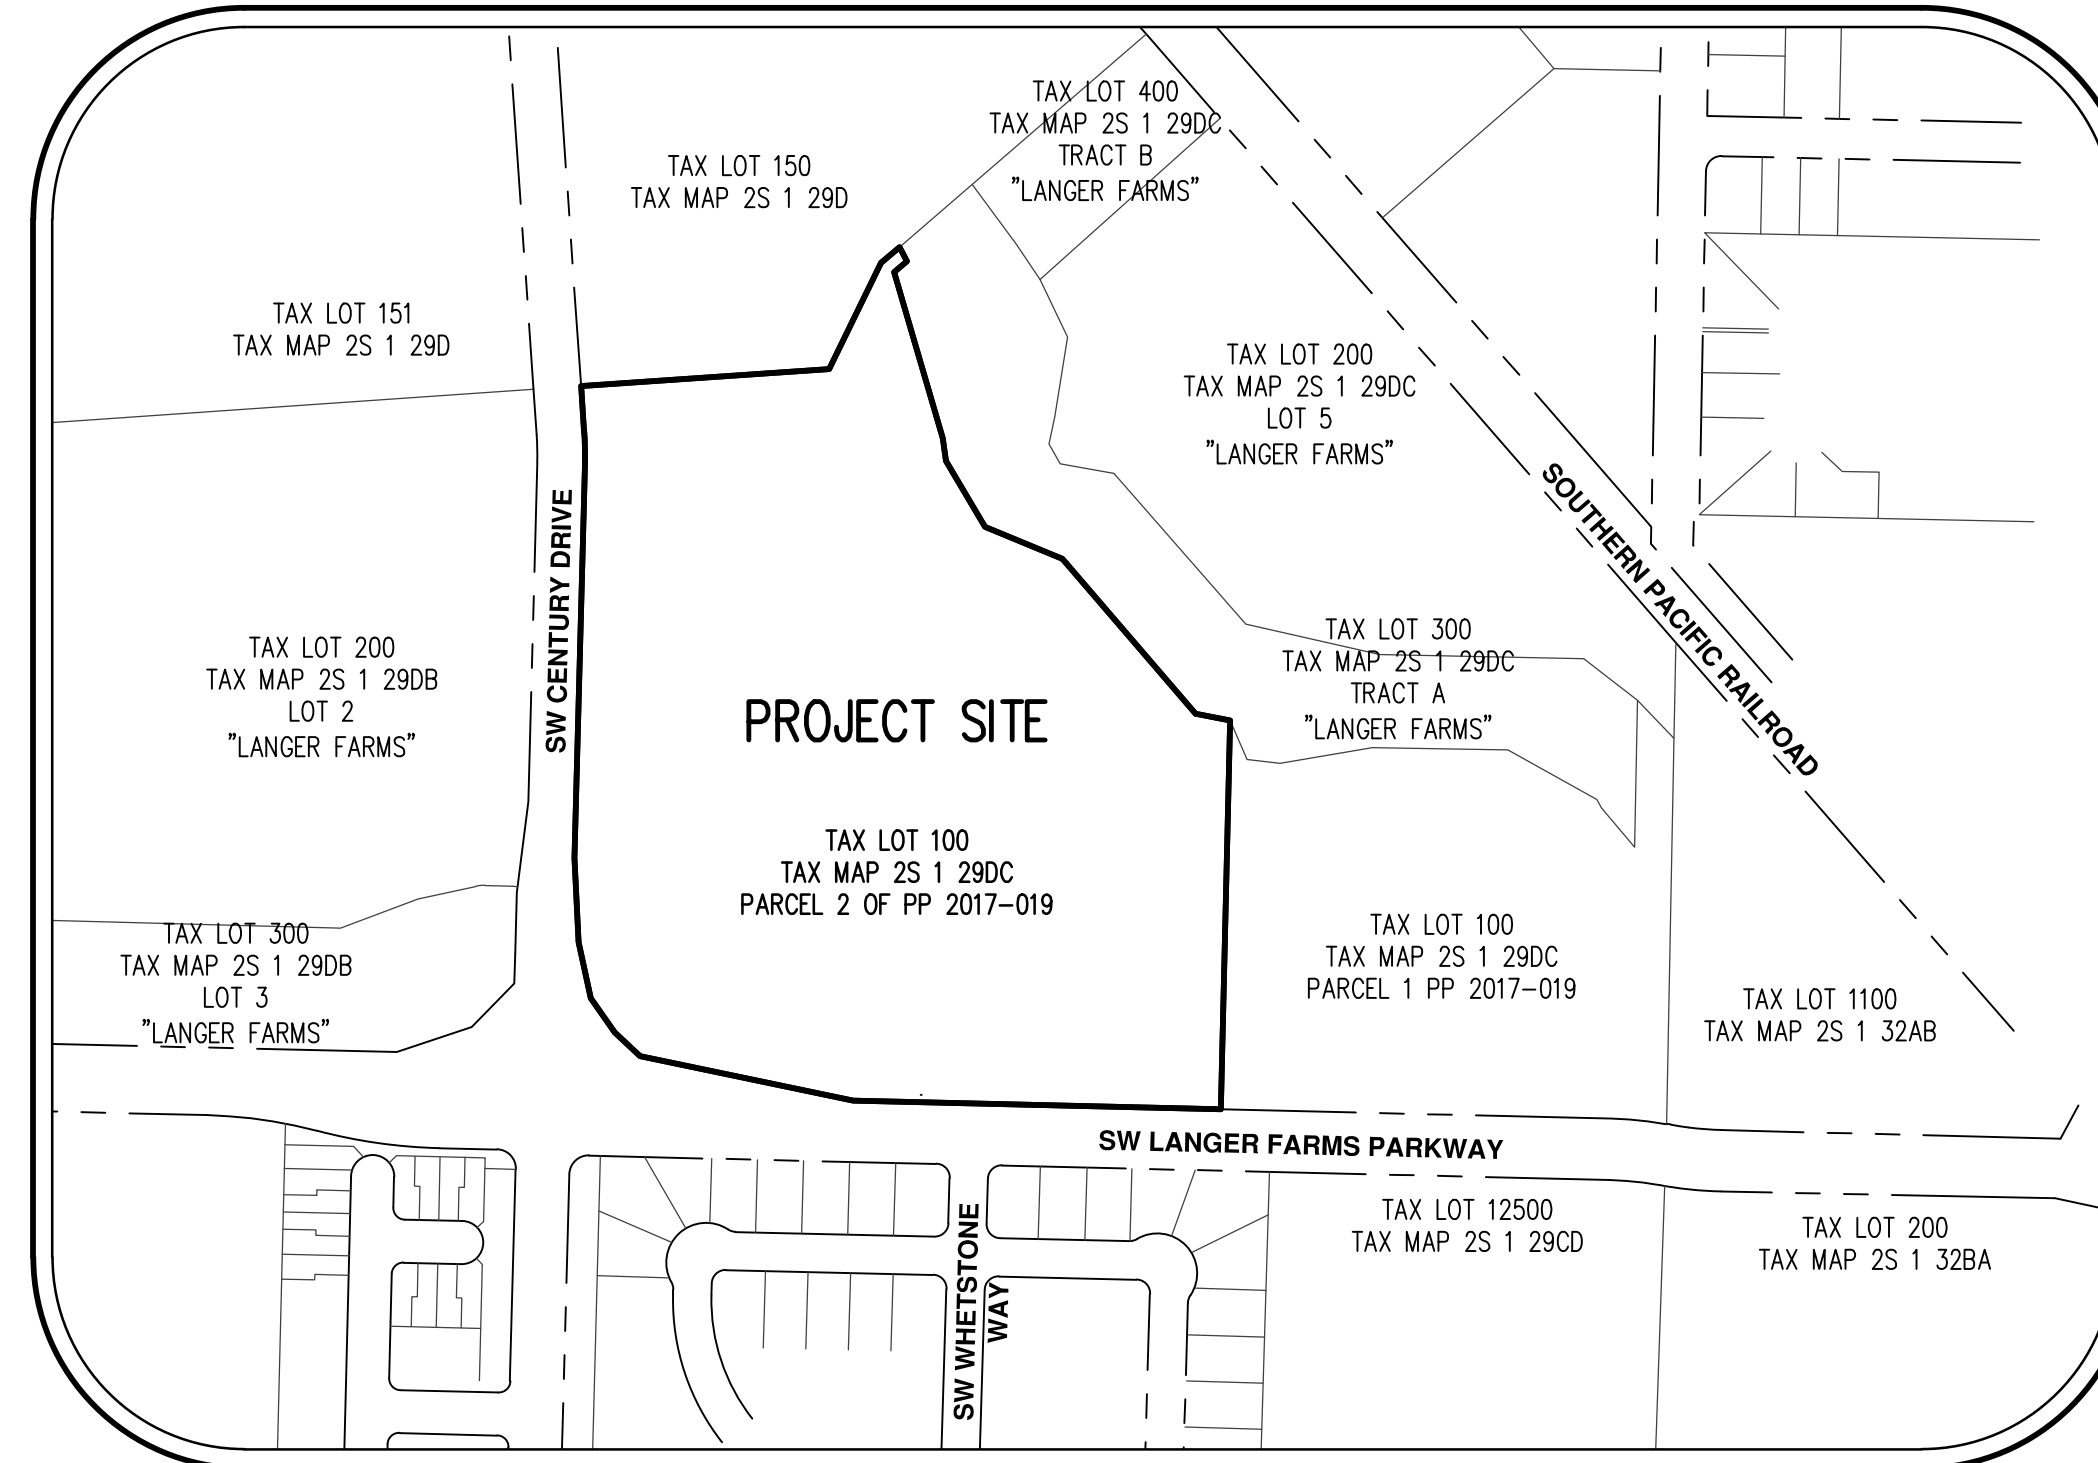 TAX LOT 400
TAX MAP 2S 1 29DC
TRACT B
"LANGER FARMS"
TAX LOT 150
TAX MAP 2S 1 29D
TAX LOT 151
TAX MAP 2S 1 29D
TAX LOT 200
TAX MAP 2S 1 29DC
LOT 5
"LANGER FARMS"
SOUTHERN PACIFIC RAILROAD
SW CENTURY DRIVE
TAX LOT 200
TAX MAP 2S 1 29DB
LOT 2
"LANGER FARMS"
PROJECT SITE
TAX LOT 100
TAX MAP 2S 1 29DC
PARCEL 2 OF PP 2017-019
TAX LOT 300
TAX MAP 2S 1 29DC
TRACT A
"LANGER FARMS"
TAX LOT 300
TAX MAP 2S 1 29DB
LOT 3
"LANGER FARMS"
TAX LOT 100
TAX MAP 2S 1 29DC
PARCEL 1 PP 2017-019
TAX LOT 1100
TAX MAP 2S 1 32AB
SW LANGER FARMS PARKWAY
SW WHETSTONE
WAY
TAX LOT 12500
TAX MAP 2S 1 29CD
TAX LOT 200
TAX MAP 2S 1 32BA